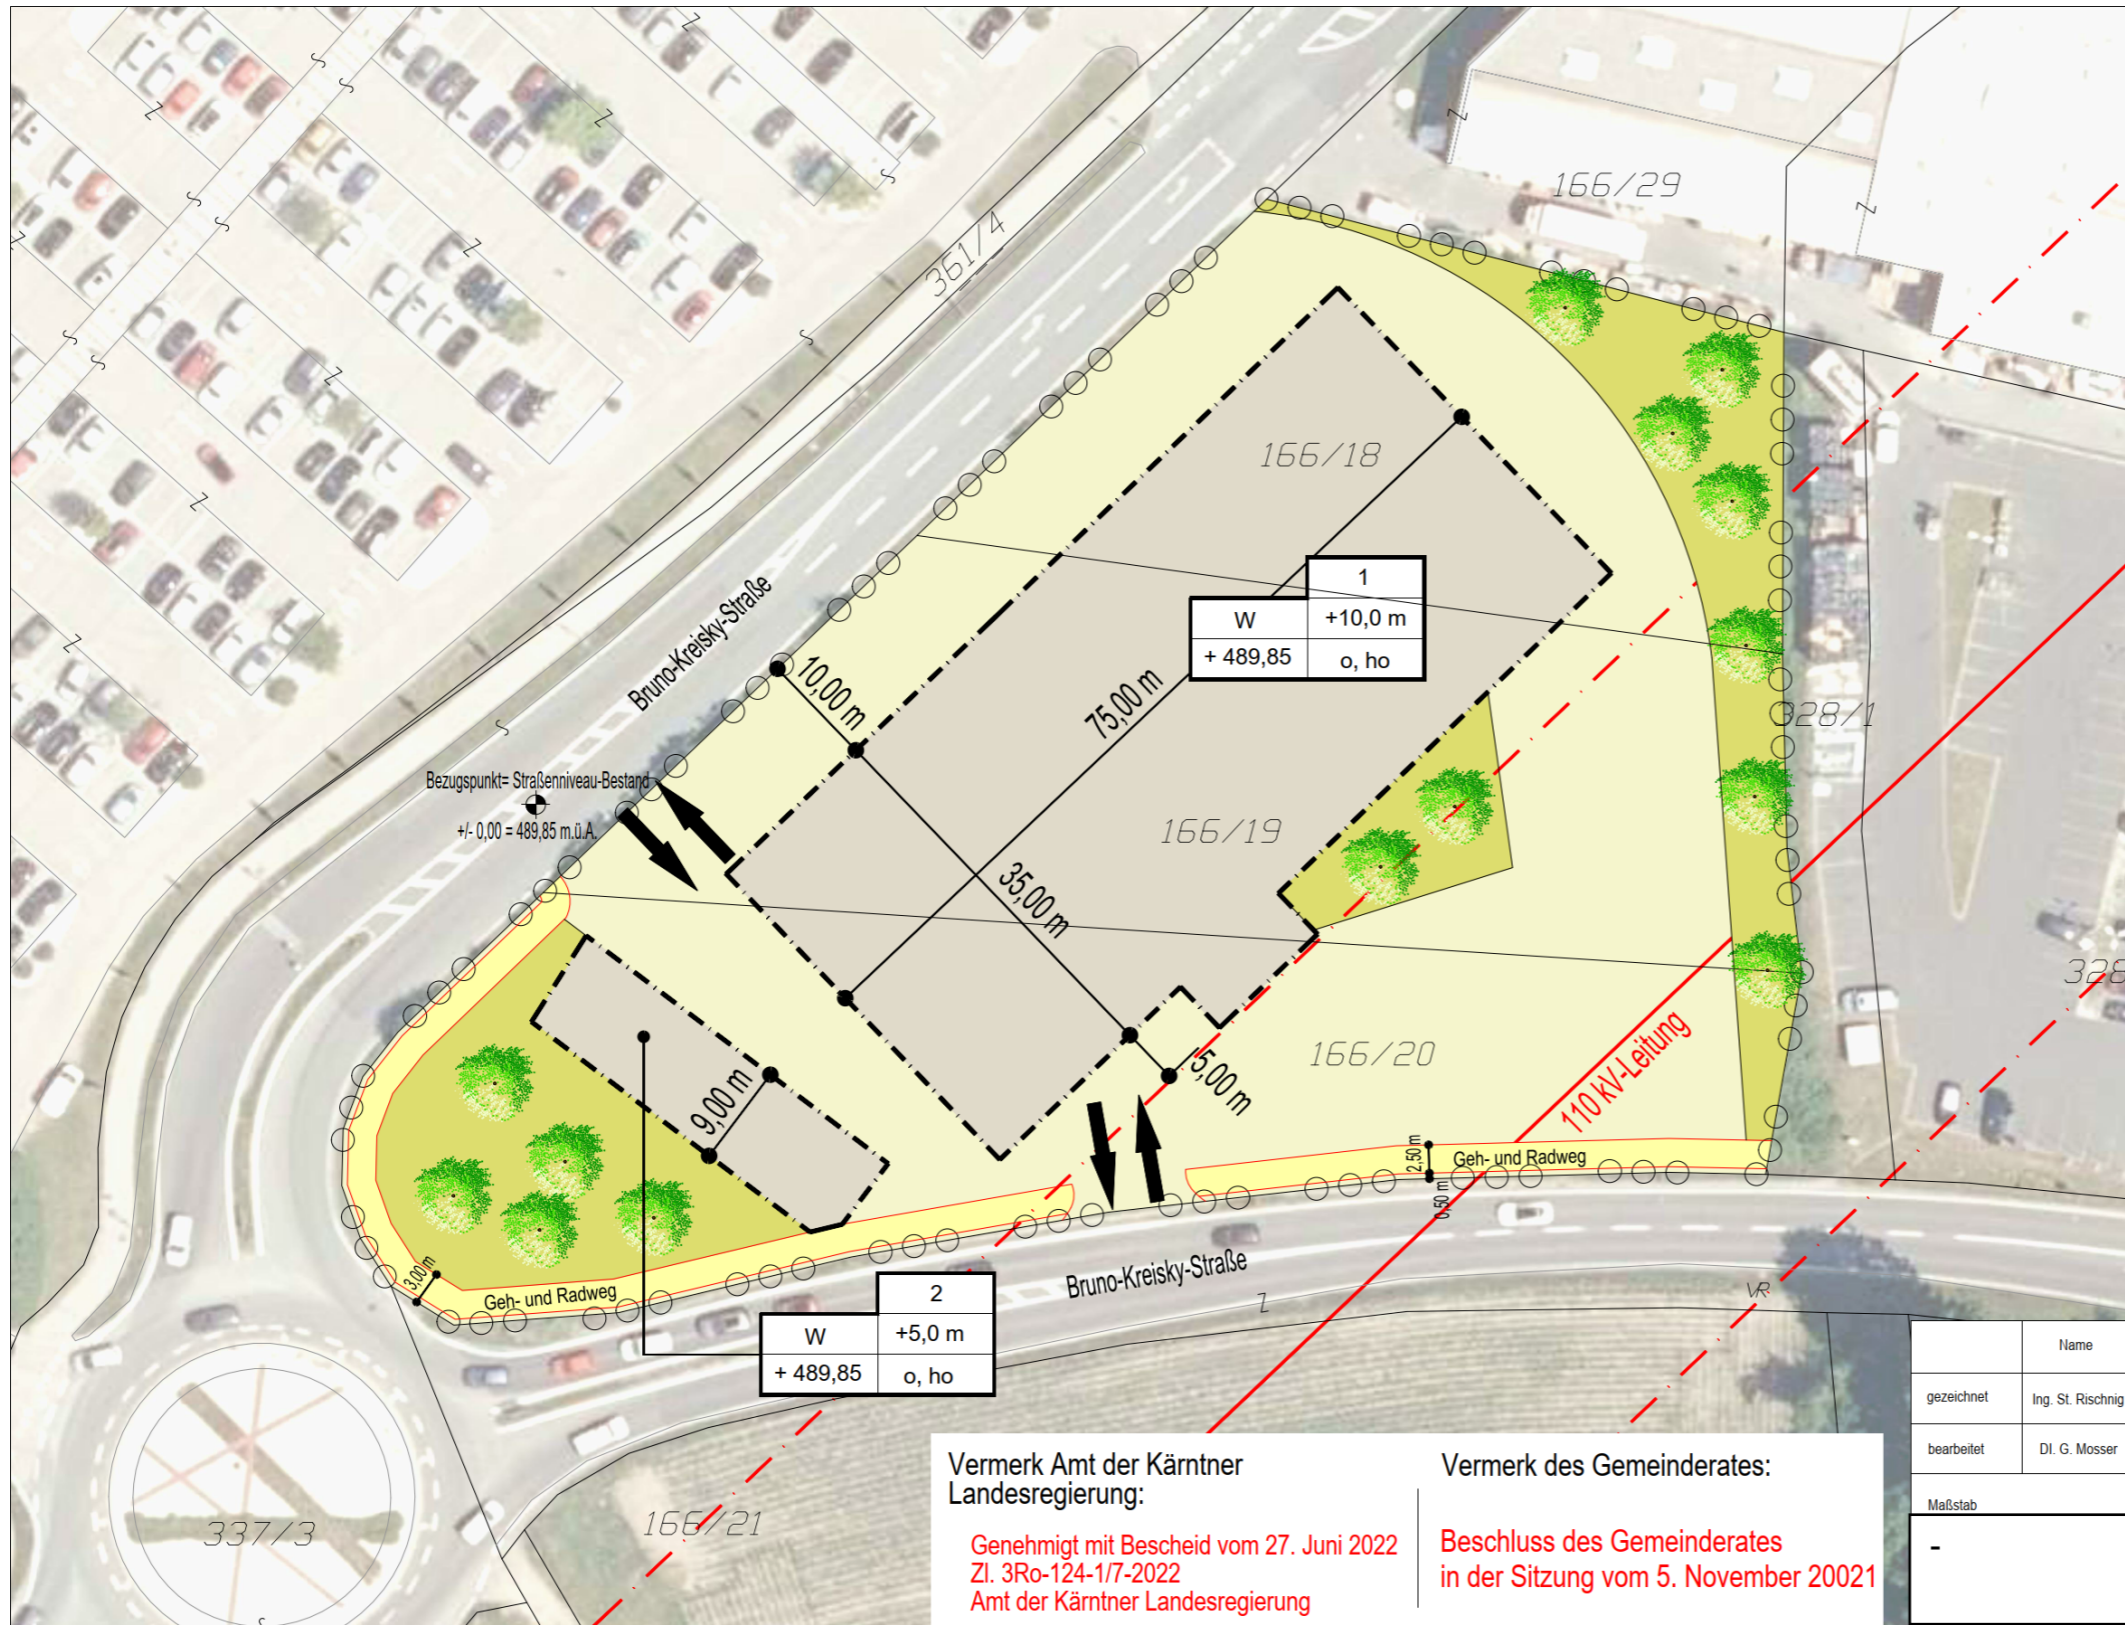 166/29
361/4
166/18
1
W
+10,0 m
+ 489,85
o, ho
Bruno-Kreisky-Straße
10,00 m
75,00 m
328/1
Bezugspunkt= Straßenniveau-Bestand
+/- 0,00 = 489,85 m.ü.A.
166/19
35,00 m
328
166/20
5,00 m
9,00 m
110 kV-Leitung
2,50 m
Geh- und Radweg
0,50 m
3,00 m
Geh- und Radweg
Bruno-Kreisky-Straße
VR
2
W
+5,0 m
+ 489,85
o, ho
337/3
166/21
Vermerk Amt der Kärntner
Landesregierung:
Genehmigt mit Bescheid vom 27. Juni 2022
Zl. 3Ro-124-1/7-2022
Amt der Kärntner Landesregierung
Vermerk des Gemeinderates:
Beschluss des Gemeinderates
in der Sitzung vom 5. November 20021
Name
gezeichnet
Ing. St. Rischnig
bearbeitet
DI. G. Mosser
Maßstab
-